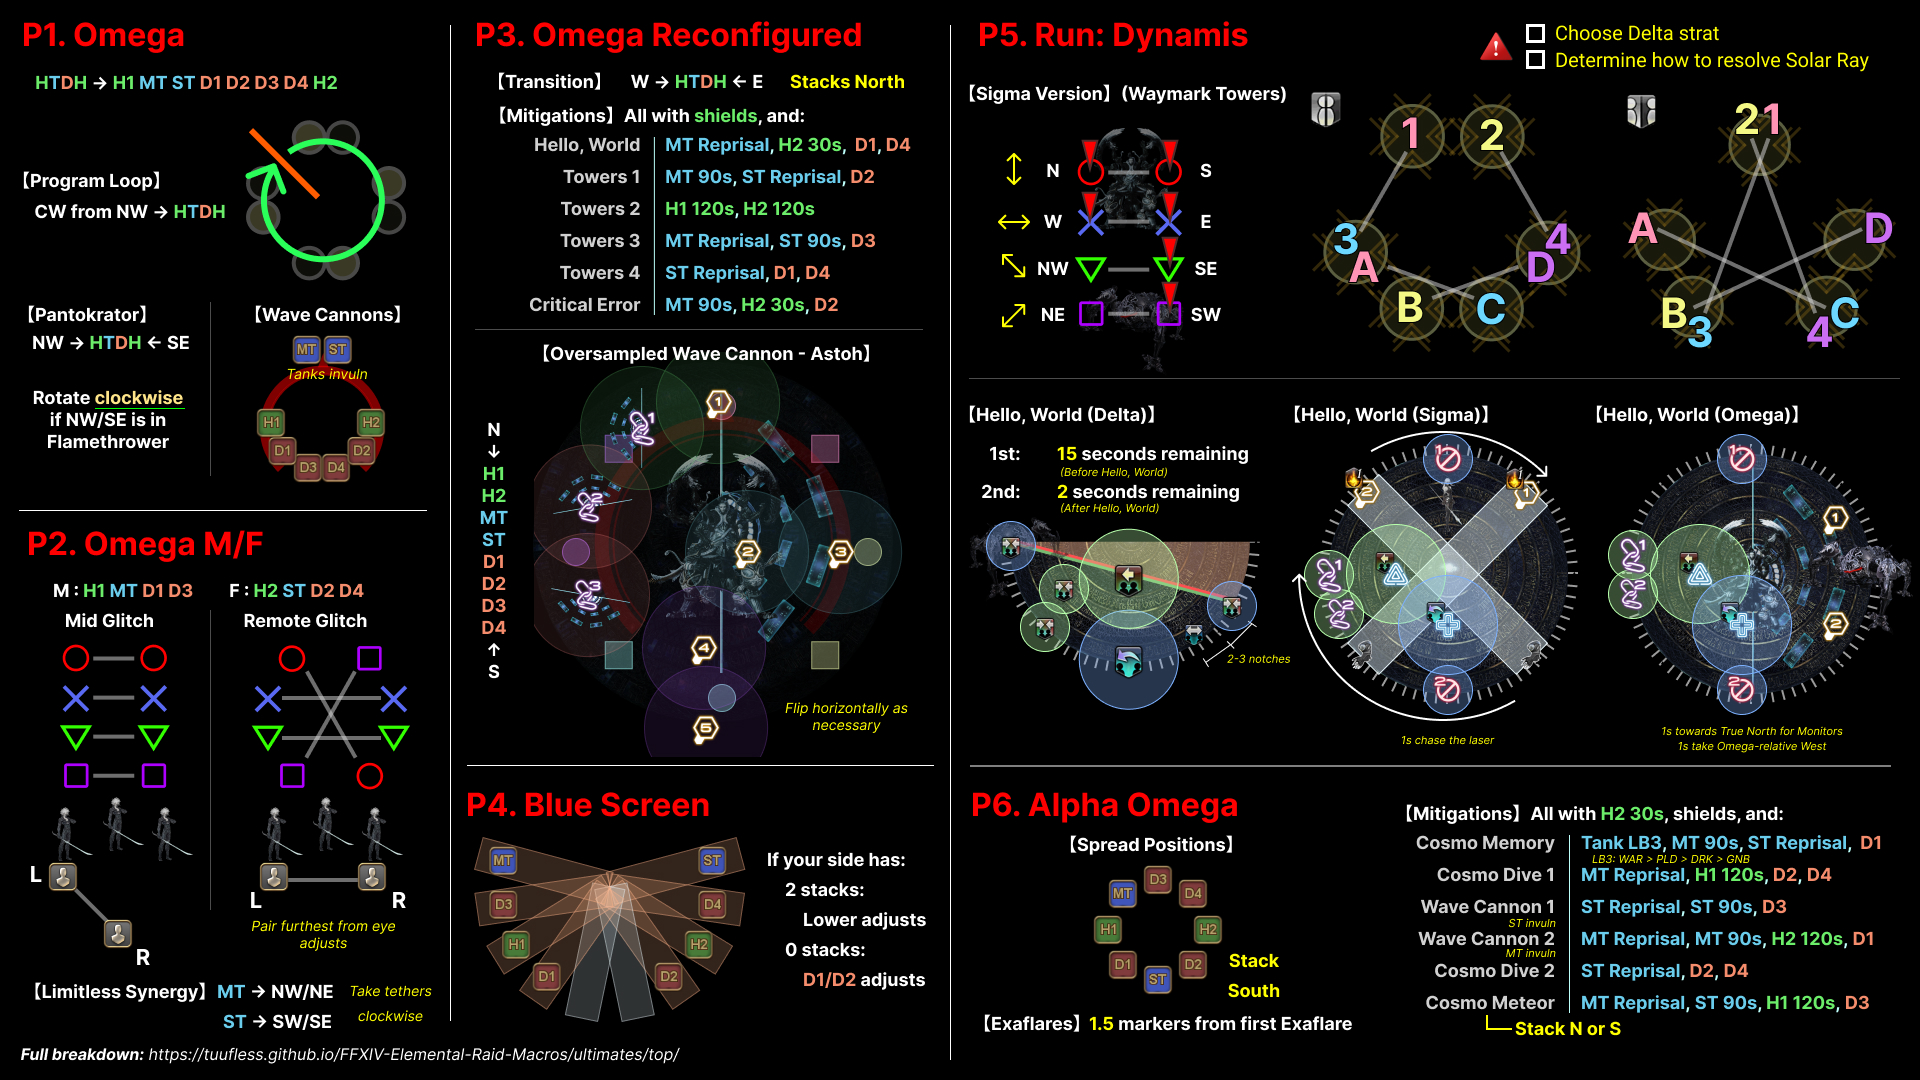 P1. Omega
HTDH → H1 MT ST D1 D2 D3 D4 H2
【Program Loop】
CW from NW → HTDH
【Pantokrator】
NW → HTDH ← SE
Rotate clockwise
if NW/SE is in
Flamethrower
【Wave Cannons】
MT ST
Tanks invuln
H1 H2
D1 D2
D3 D4
P2. Omega M/F
M : H1 MT D1 D3
Mid Glitch
F : H2 ST D2 D4
Remote Glitch
L
R
L R
Pair furthest from eye
adjusts
【Limitless Synergy】 MT → NW/NE
ST → SW/SE
Take tethers
clockwise
Full breakdown: https://tuufless.github.io/FFXIV-Elemental-Raid-Macros/ultimates/top/
P3. Omega Reconfigured
【Transition】 W → HTDH ← E Stacks North
【Mitigations】 All with shields, and:
Hello, World MT Reprisal, H2 30s, D1, D4
Towers 1 MT 90s, ST Reprisal, D2
Towers 2 H1 120s, H2 120s
Towers 3 MT Reprisal, ST 90s, D3
Towers 4 ST Reprisal, D1, D4
Critical Error MT 90s, H2 30s, D2
【Oversampled Wave Cannon - Astoh】
N
↓
H1
H2
MT
ST
D1
D2
D3
D4
↑
S
1 1
2
2 3
3
4
5
Flip horizontally as
necessary
P4. Blue Screen
MT ST
D3 D4
H1 H2
D1 D2
If your side has:
2 stacks:
Lower adjusts
0 stacks:
D1/D2 adjusts
P5. Run: Dynamis
Choose Delta strat
Determine how to resolve Solar Ray
【Sigma Version】 (Waymark Towers)
N S
W E
NW SE
NE SW
1 2
3 4
A D
B C
2 1
A D
B C
3 4
【Hello, World (Delta)】
1st: 15 seconds remaining
(Before Hello, World)
2nd: 2 seconds remaining
(After Hello, World)
2-3 notches
【Hello, World (Sigma)】
1
2 1
1
2
2
1s chase the laser
【Hello, World (Omega)】
1
1
1
2
2
2
1s towards True North for Monitors
1s take Omega-relative West
P6. Alpha Omega
【Spread Positions】
D3
MT D4
H1 H2
D1 D2
ST
Stack
South
【Exaflares】 1.5 markers from first Exaflare
【Mitigations】 All with H2 30s, shields, and:
Cosmo Memory Tank LB3, MT 90s, ST Reprisal, D1
LB3: WAR > PLD > DRK > GNB
Cosmo Dive 1 MT Reprisal, H1 120s, D2, D4
Wave Cannon 1 ST Reprisal, ST 90s, D3
ST invuln
Wave Cannon 2 MT Reprisal, MT 90s, H2 120s, D1
MT invuln
Cosmo Dive 2 ST Reprisal, D2, D4
Cosmo Meteor MT Reprisal, ST 90s, H1 120s, D3
Stack N or S